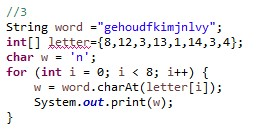 //3
String word ="gehoudfkimjnlvy";
int[] letter={8,12,3,13,1,14,3,4};
char w = 'n';
for (int i = 0; i < 8; i++) {
w = word.charAt(letter[i]);
System.out.print(w);
}